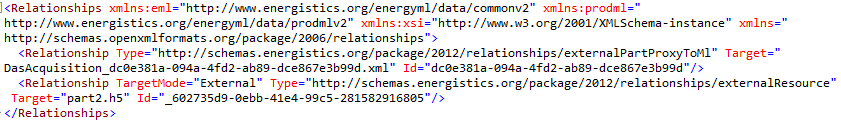 <Relationships xmlns:eml="http://www.energistics.org/energyml/data/commonv2" xmlns:prodml="
http://www.energistics.org/energyml/data/prodmlv2" xmlns:xsi="http://www.w3.org/2001/XMLSchema-instance" xmlns="
http://schemas.openxmlformats.org/package/2006/relationships">
<Relationship Type="http://schemas.energistics.org/package/2012/relationships/externalPartProxyToMl" Target="
DasAcquisition_dc0e381a-094a-4fd2-ab89-dce867e3b99d.xml" Id="dc0e381a-094a-4fd2-ab89-dce867e3b99d"/>
<Relationship TargetMode="External" Type="http://schemas.energistics.org/package/2012/relationships/externalResource"
Target="part2.h5" Id="_602735d9-0ebb-41e4-99c5-281582916805"/>
</Relationships>